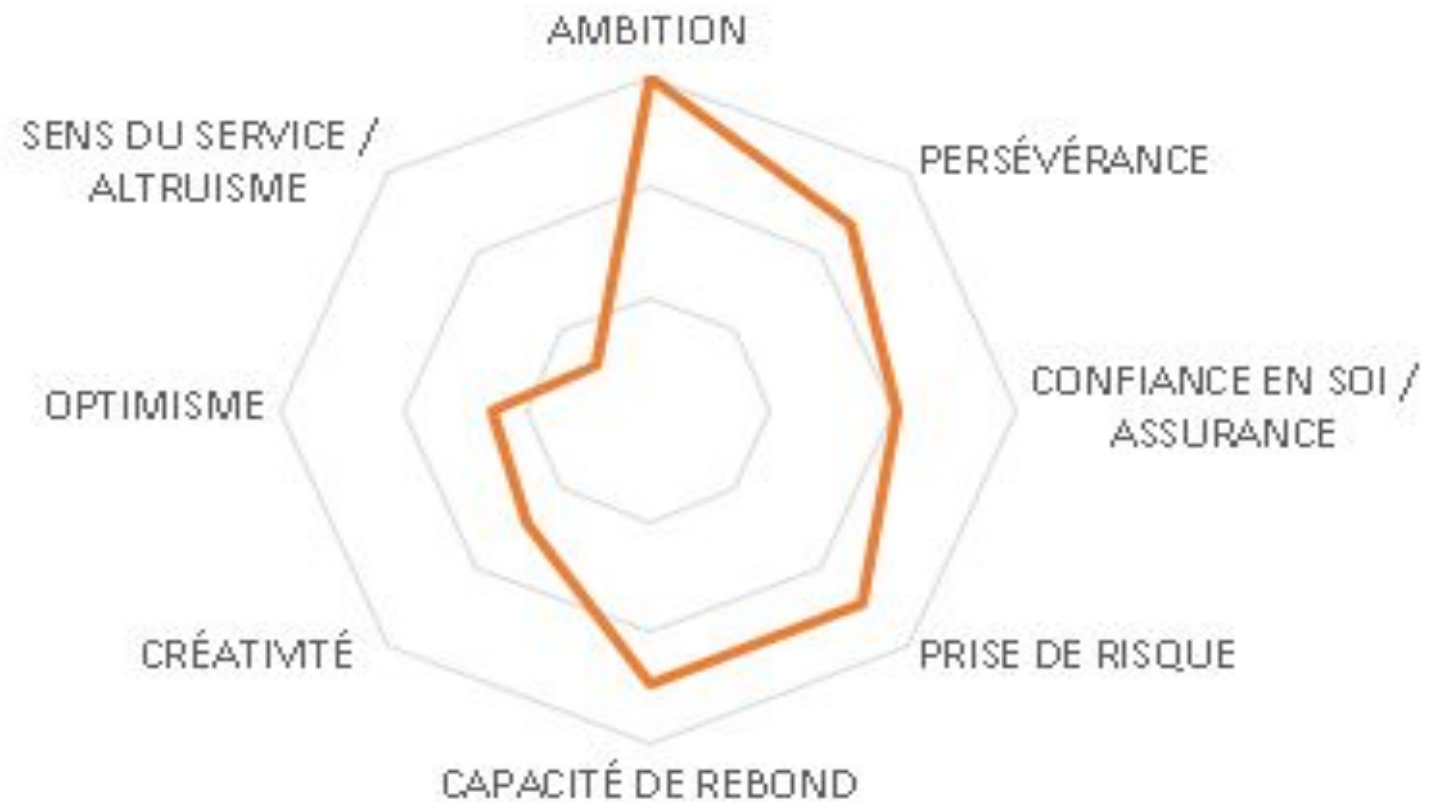 AMBITION
SENS DU SERVICE /
ALTRUISME
PERSÉVÉRANCE
OPTIMISME
CONFIANCE EN SOI /
ASSURANCE
CRÉATIVITÉ
PRISE DE RISQUE
CAPACITÉ DE REBOND